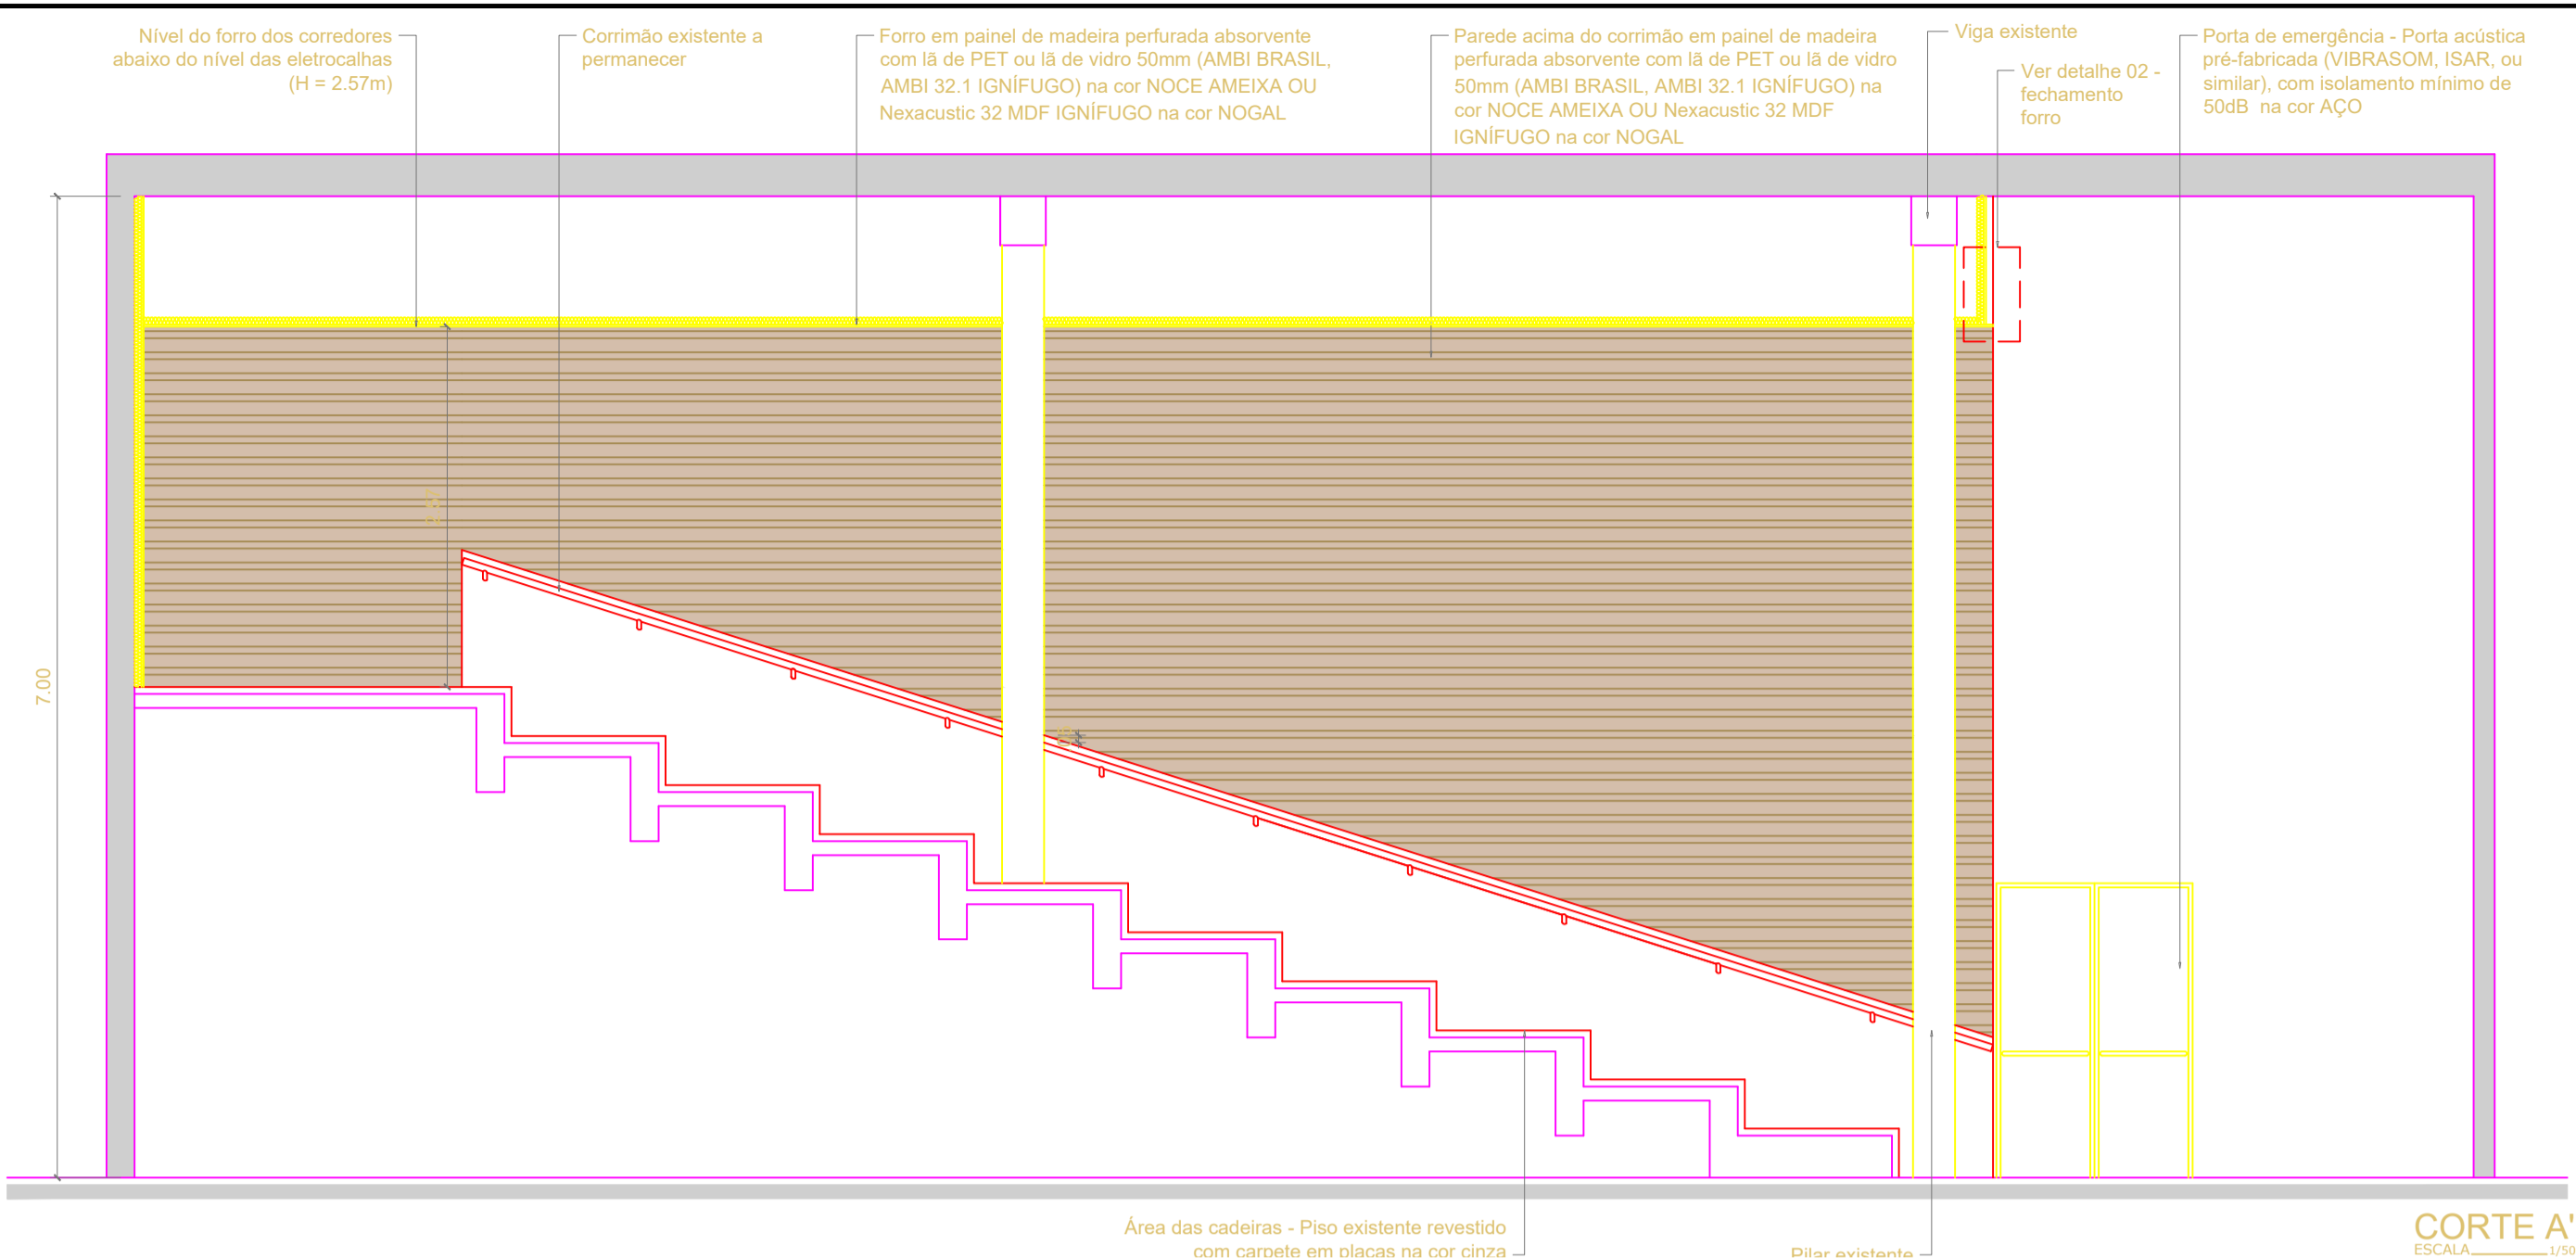 Nível do forro dos corredores
abaixo do nível das eletrocalhas
(H = 2.57m)
Corrimão existente a
permanecer
Forro em painel de madeira perfurada absorvente
com lã de PET ou lã de vidro 50mm (AMBI BRASIL,
AMBI 32.1 IGNÍFUGO) na cor NOCE AMEIXA OU
Nexacustic 32 MDF IGNÍFUGO na cor NOGAL
Parede acima do corrimão em painel de madeira
perfurada absorvente com lã de PET ou lã de vidro
50mm (AMBI BRASIL, AMBI 32.1 IGNÍFUGO) na
cor NOCE AMEIXA OU Nexacustic 32 MDF
IGNÍFUGO na cor NOGAL
Viga existente
Ver detalhe 02 -
fechamento
forro
Porta de emergência - Porta acústica
pré-fabricada (VIBRASOM, ISAR, ou
similar), com isolamento mínimo de
50dB na cor AÇO
7.00
Área das cadeiras - Piso existente revestido
com carpete em placas na cor cinza
Pilar existente
CORTE A'
ESCALA 1/50